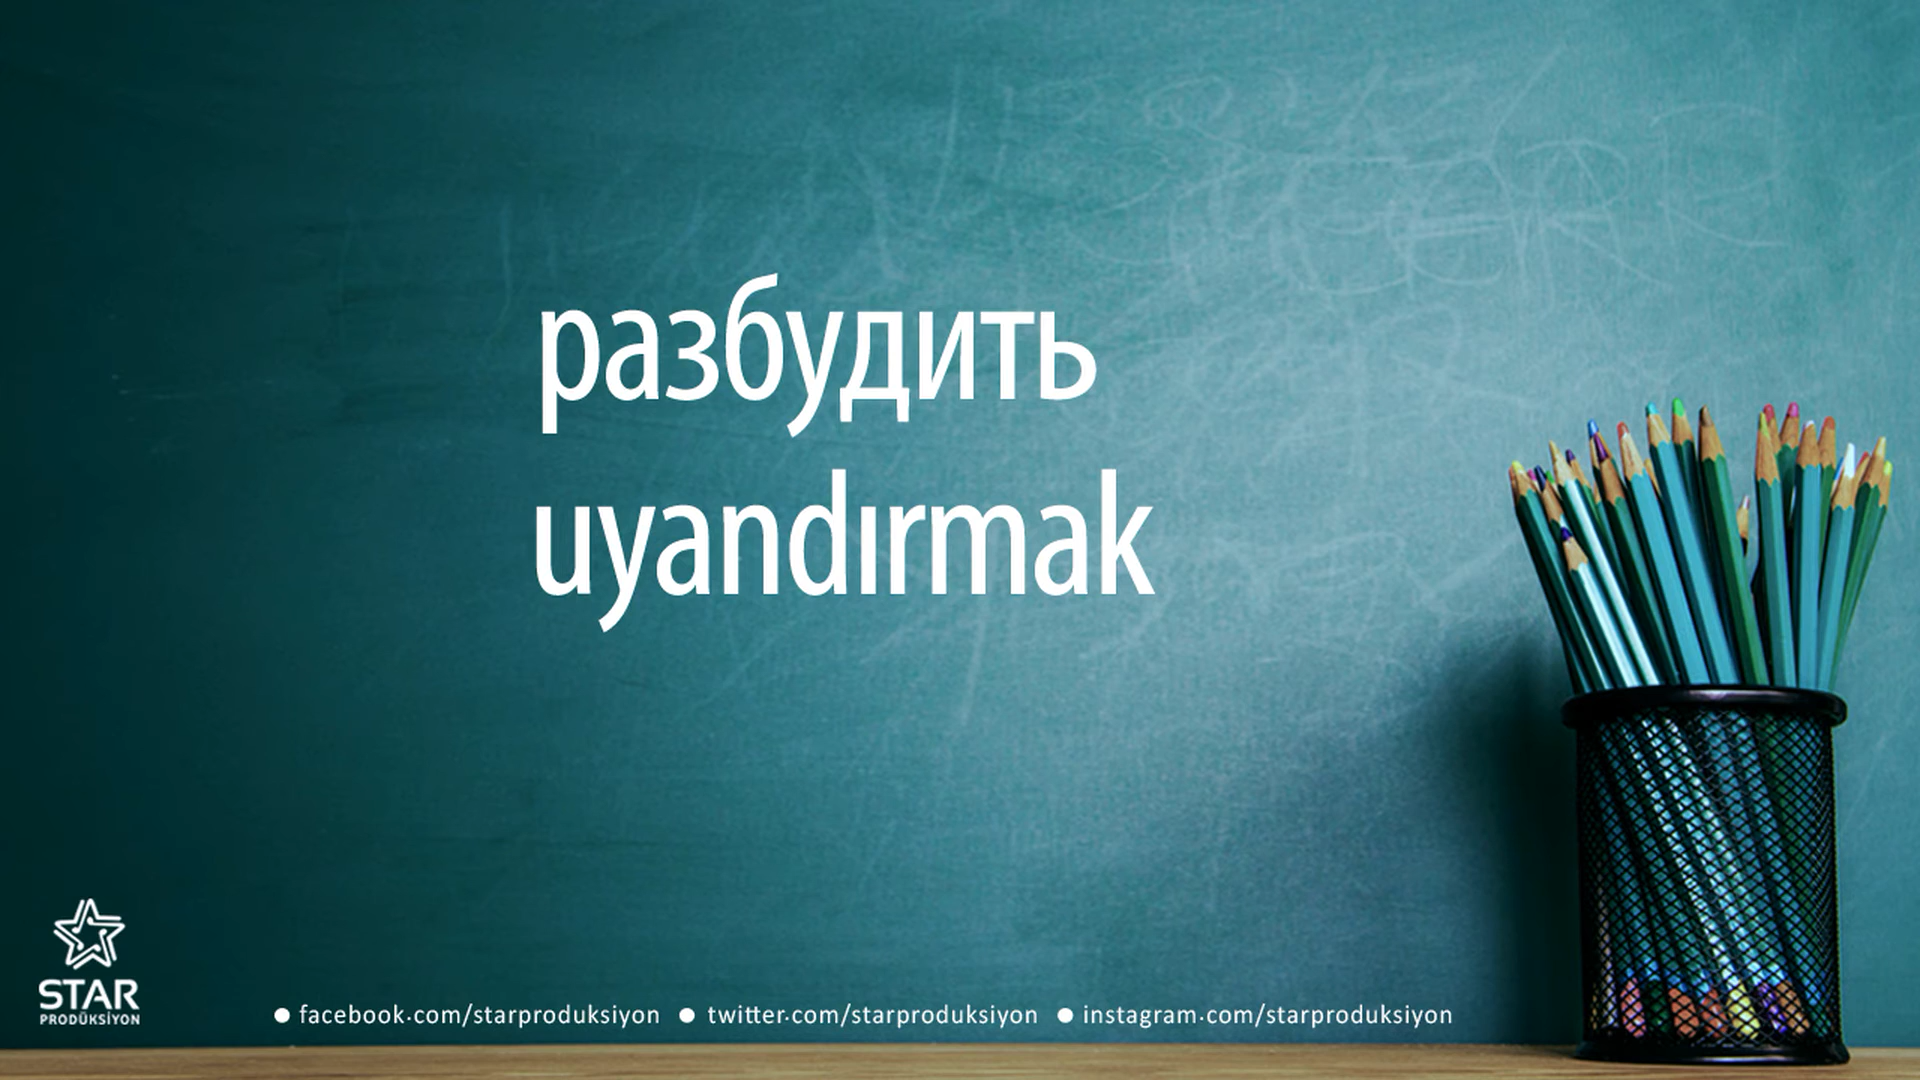 разбудить
uyandırmak
STAR
PRODÜKSİYON
● facebook.com/starproduksiyon ● twitter.com/starproduksiyon ● instagram.com/starproduksiyon